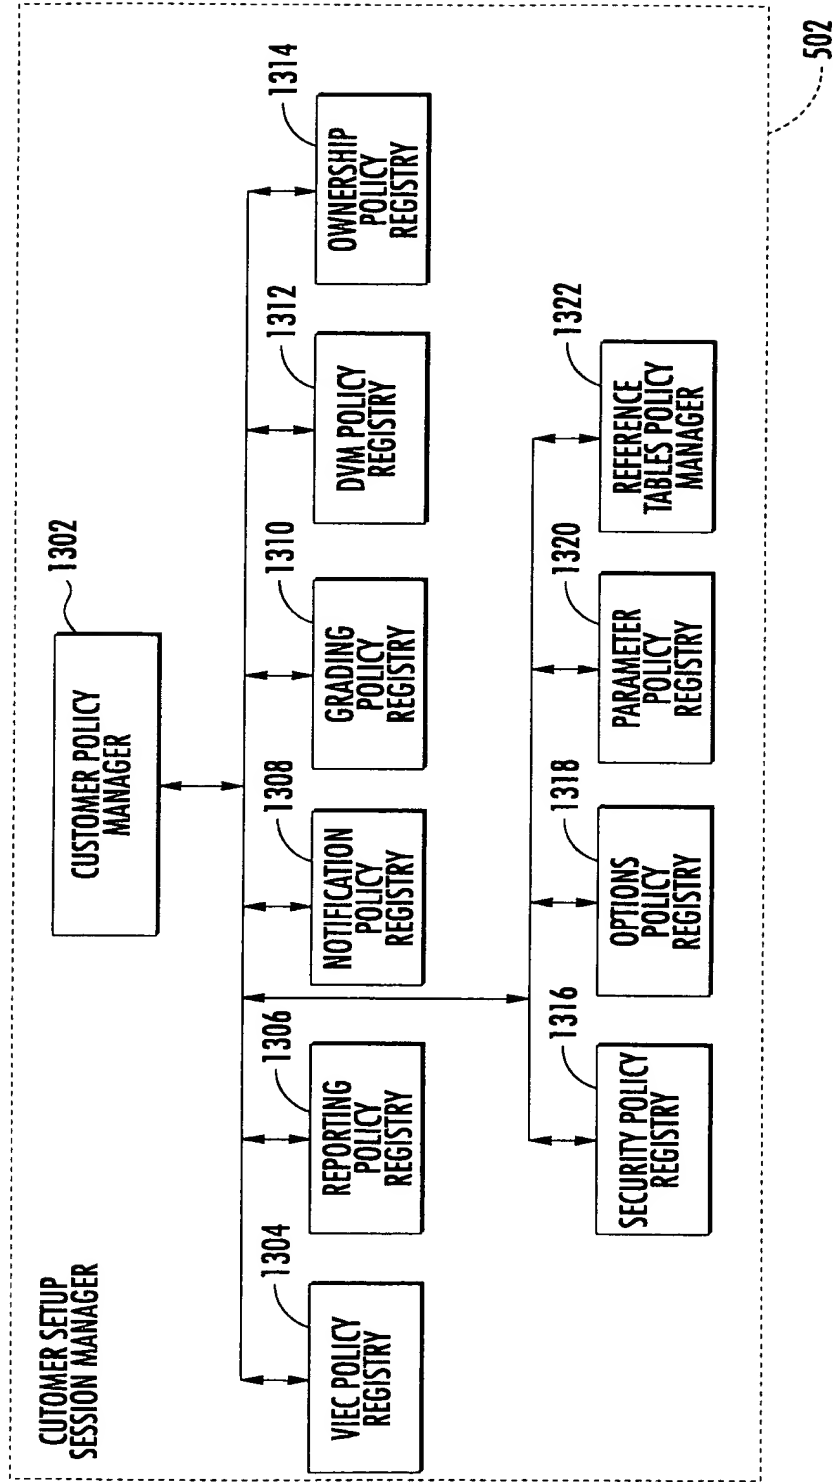 CUTOMER SETUP
SESSION MANAGER
1302
CUSTOMER POLICY
MANAGER
1304
VIEC POLICY
REGISTRY
1306
REPORTING
POLICY
REGISTRY
1308
NOTIFICATION
POLICY
REGISTRY
1310
GRADING
POLICY
REGISTRY
1312
DVM POLICY
REGISTRY
1314
OWNERSHIP
POLICY
REGISTRY
1316
SECURITY POLICY
REGISTRY
1318
OPTIONS
POLICY
REGISTRY
1320
PARAMETER
POLICY
REGISTRY
1322
REFERENCE
TABLES POLICY
MANAGER
502